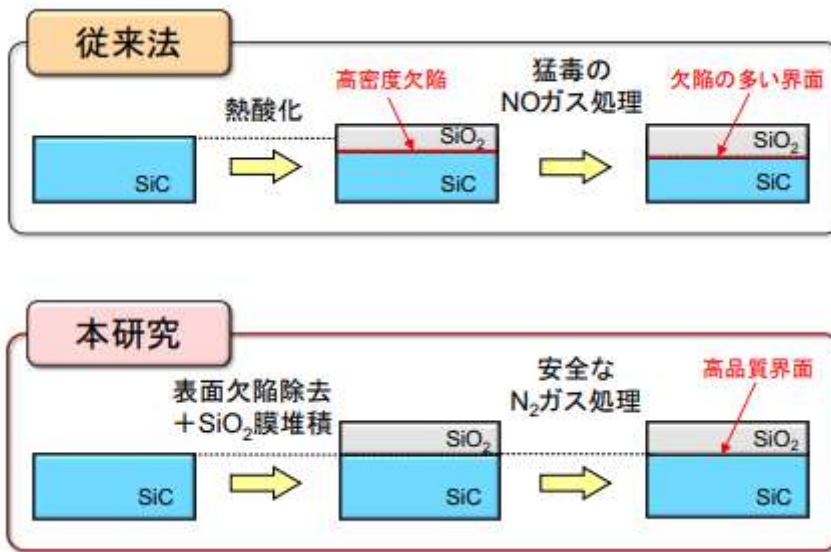 従来法
熱酸化
高密度欠陥
猛毒の
NOガス処理
欠陥の多い界面
SiC
SiO2
SiC
SiO2
SiC
本研究
表面欠陥除去
+SiO2膜堆積
安全な
N2ガス処理
高品質界面
SiC
SiO2
SiC
SiO2
SiC